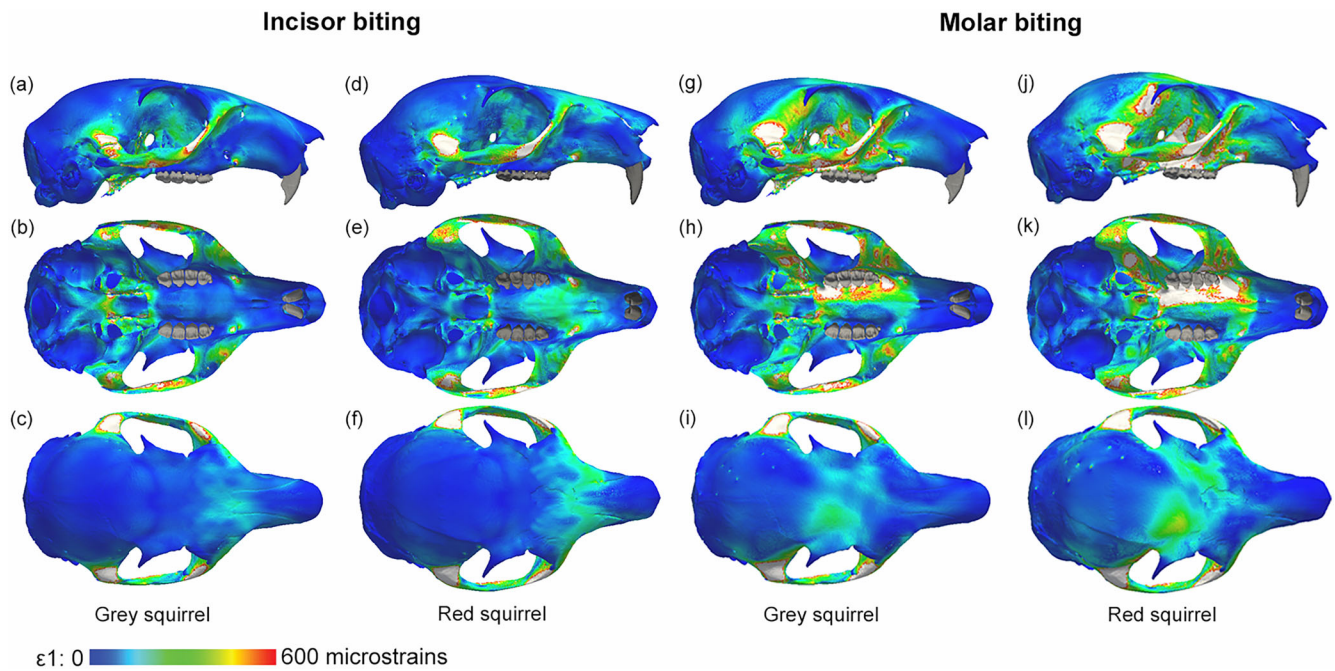 Incisor biting Molar biting
(a) (d) (g) (j)
(b) (e) (h) (k)
(c) (f) (i) (l)
Grey squirrel Red squirrel Grey squirrel Red squirrel
ε1: 0 600 microstrains